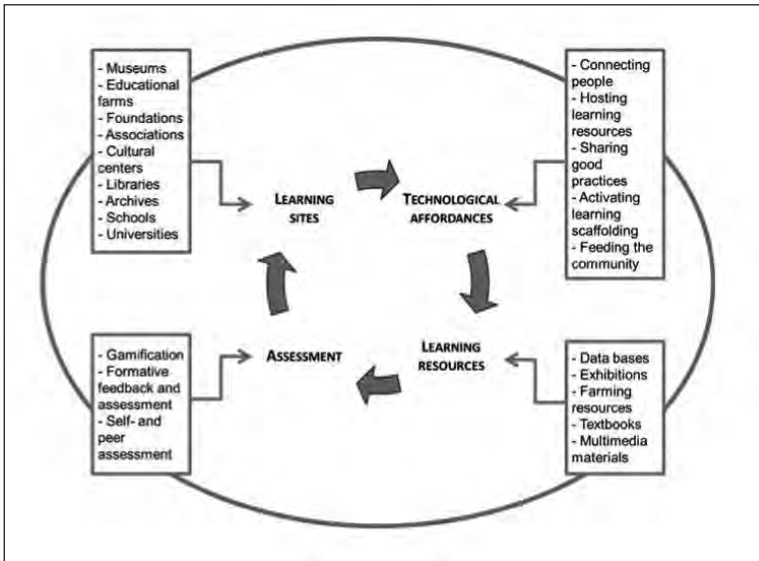 - Museums
- Educational
farms
- Foundations
- Associations
- Cultural
centers
- Libraries
- Archives
- Schools
- Universities
- Connecting
people
- Hosting
learning
resources
- Sharing
good
practices
- Activating
learning
scaffolding
- Feeding the
community
LEARNING
SITES
TECHNOLOGICAL
AFFORDANCES
ASSESSMENT
LEARNING
RESOURCES
- Gamification
- Formative
feedback and
assessment
- Self- and
peer
assessment
- Data bases
- Exhibitions
- Farming
resources
- Textbooks
- Multimedia
materials